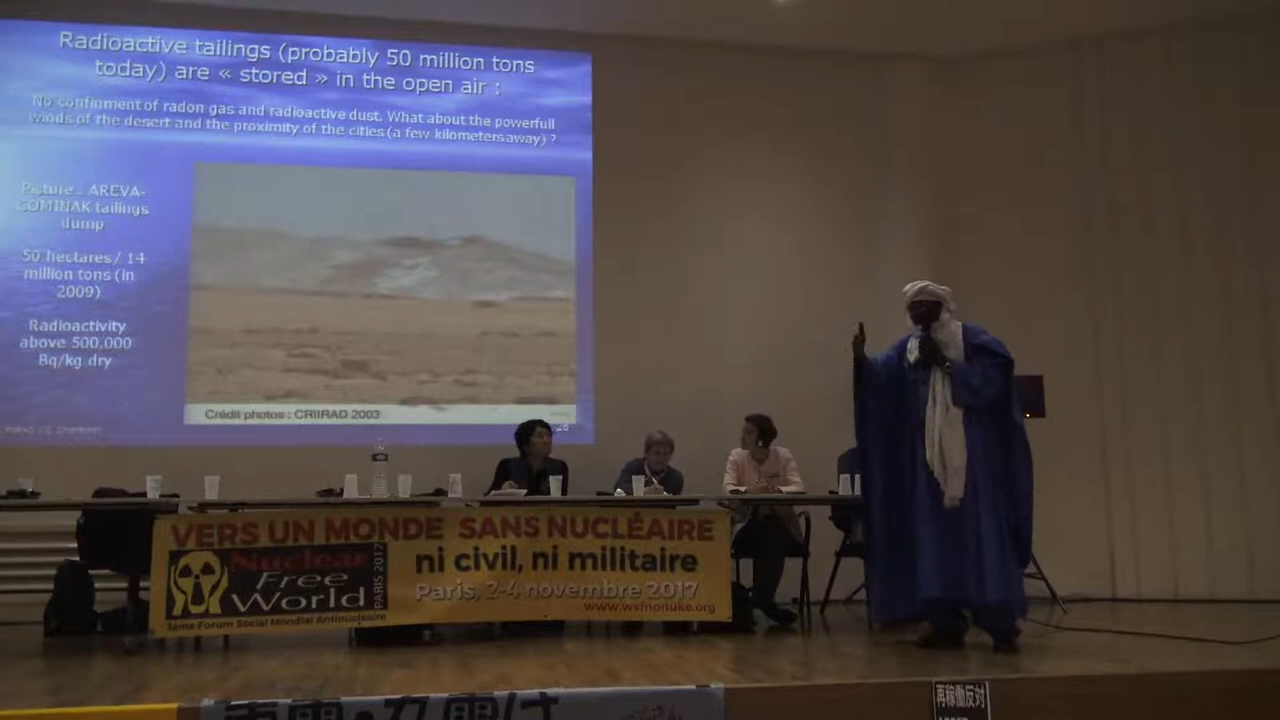 Radioactive tailings (probably 50 million tons
today) are « stored » in the open air :
No confinment of radon gas and radioactive dust. What about the powerfull
winds of the desert and the proximity of the cities (a few kilometers away) ?
Picture : AREVA-
COMINAK tailings
dump
50 hectares / 14
million tons (in
2009)
Radioactivity
above 500,000
Bq/kg dry
Crédit photos : CRIIRAD 2003
VERS UN MONDE SANS NUCLÉAIRE
ni civil, ni militaire
Paris, 2-4 novembre 2017
www.wsfnonuke.org
Nuclear
Free
World
PARIS 2017
3ème Forum Social Mondial Antinucléaire
再稼働反対